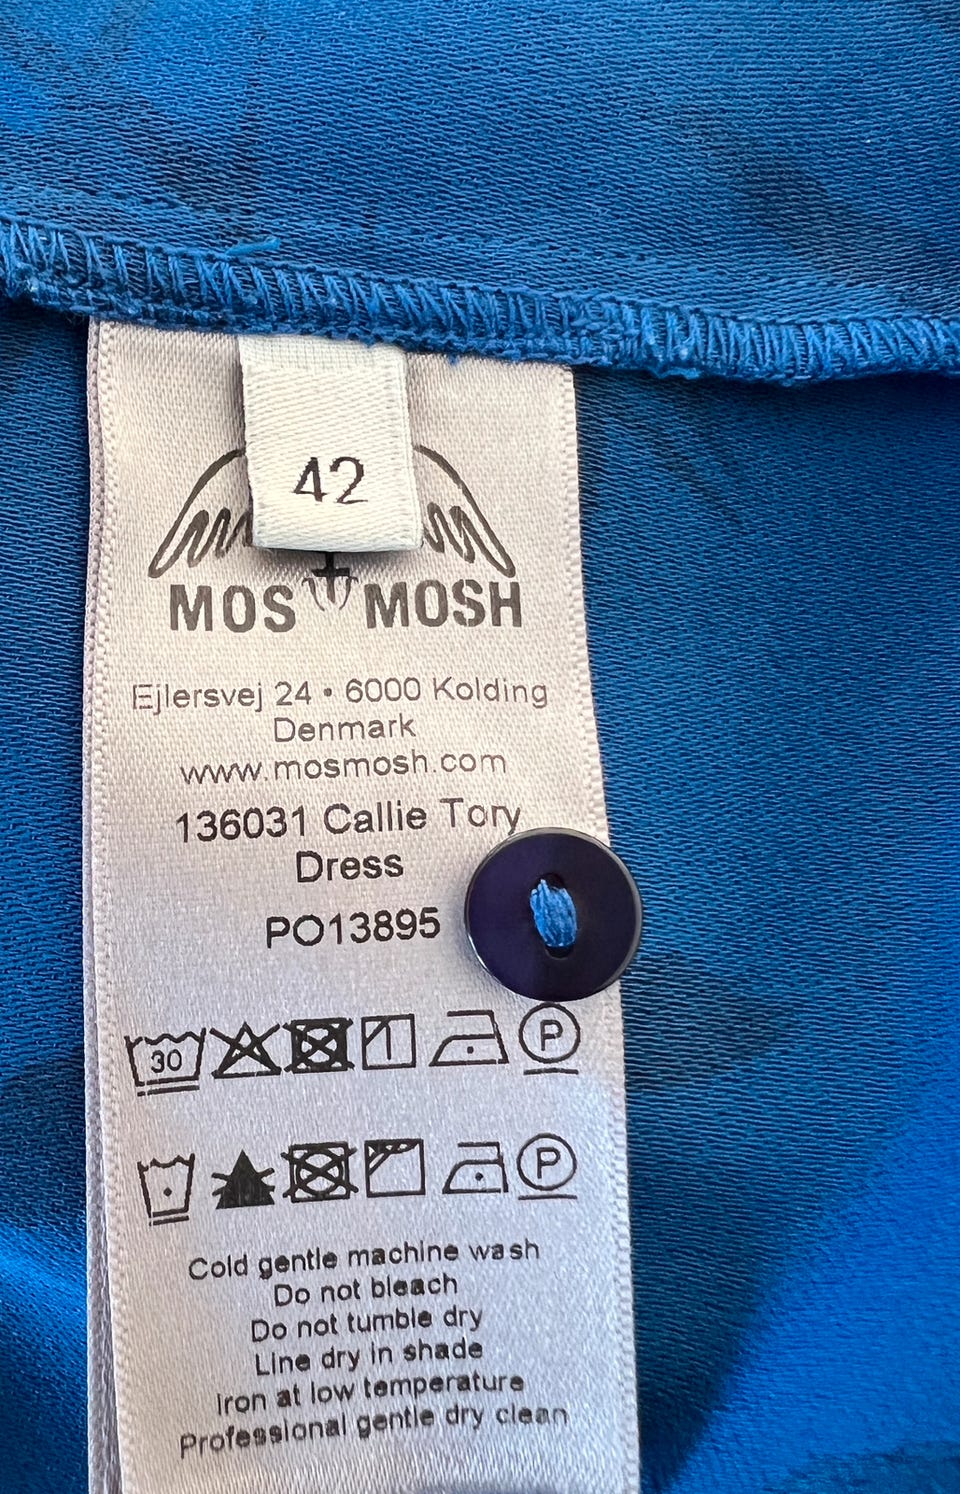 42
MOS MOSH
Ejlersvej 24 • 6000 Kolding
Denmark
www.mosmosh.com
136031 Callie Tory
Dress
PO13895
30 P
P
Cold gentle machine wash
Do not bleach
Do not tumble dry
Line dry in shade
Iron at low temperature
Professional gentle dry clean